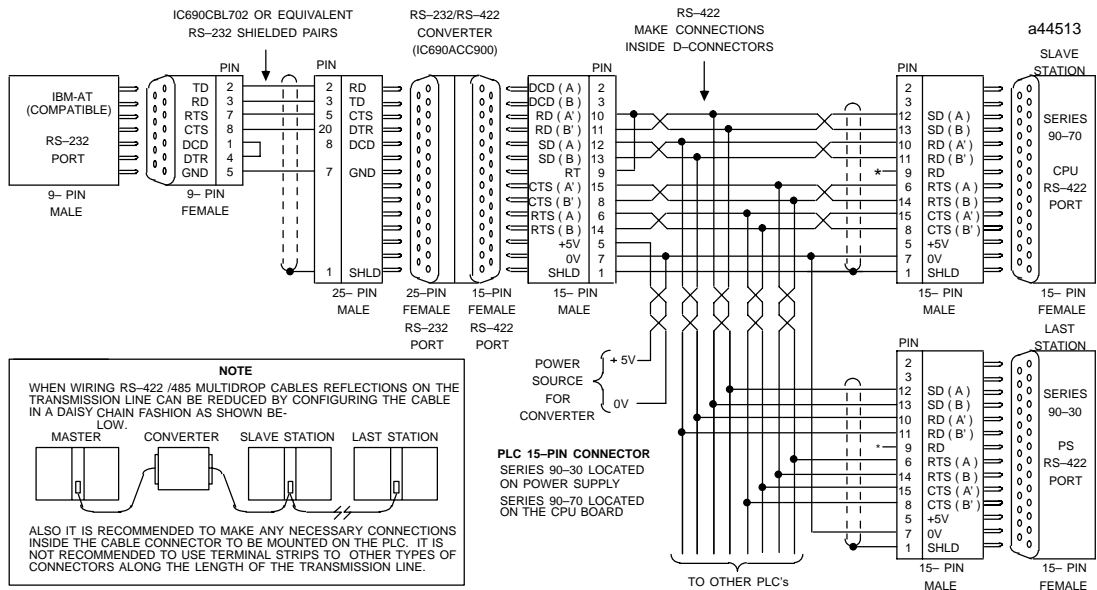 IC690CBL702 OR EQUIVALENT
RS–232 SHIELDED PAIRS
RS–232/RS–422
CONVERTER
(IC690ACC900)
RS–422
MAKE CONNECTIONS
INSIDE D–CONNECTORS
a44513
SLAVE
STATION
IBM-AT
(COMPATIBLE)
RS–232
PORT
9– PIN
MALE
PIN
TD 2
RD 3
RTS 7
CTS 8
DCD 1
DTR 4
GND 5
9– PIN
FEMALE
PIN
2 RD
3 TD
5 CTS
20 DTR
8 DCD
7 GND
1 SHLD
25– PIN
MALE
25–PIN
FEMALE
RS–232
PORT
15–PIN
FEMALE
RS–422
PORT
PIN
DCD ( A ) 2
DCD ( B ) 3
RD ( A' ) 10
RD ( B' ) 11
SD ( A ) 12
SD ( B ) 13
RT 9
CTS ( A' ) 15
CTS ( B' ) 8
RTS ( A ) 6
RTS ( B ) 14
+5V 5
0V 7
SHLD 1
15– PIN
MALE
PIN
2
3
12 SD ( A )
13 SD ( B )
10 RD ( A' )
11 RD ( B' )
* 9 RD
6 RTS ( A )
14 RTS ( B )
15 CTS ( A' )
8 CTS ( B' )
5 +5V
7 0V
1 SHLD
15– PIN
MALE
SERIES
90–70
CPU
RS–422
PORT
15– PIN
FEMALE
LAST
STATION
POWER
SOURCE
FOR
CONVERTER
+ 5V
0V
PIN
2
3
12 SD ( A )
13 SD ( B )
10 RD ( A' )
11 RD ( B' )
* 9 RD
6 RTS ( A )
14 RTS ( B )
15 CTS ( A' )
8 CTS ( B' )
5 +5V
7 0V
1 SHLD
15– PIN
MALE
SERIES
90–30
PS
RS–422
PORT
15– PIN
FEMALE
NOTE
WHEN WIRING RS–422 /485 MULTIDROP CABLES REFLECTIONS ON THE
TRANSMISSION LINE CAN BE REDUCED BY CONFIGURING THE CABLE
IN A DAISY CHAIN FASHION AS SHOWN BE-
LOW.
MASTER CONVERTER SLAVE STATION LAST STATION
ALSO IT IS RECOMMENDED TO MAKE ANY NECESSARY CONNECTIONS
INSIDE THE CABLE CONNECTOR TO BE MOUNTED ON THE PLC. IT IS
NOT RECOMMENDED TO USE TERMINAL STRIPS TO OTHER TYPES OF
CONNECTORS ALONG THE LENGTH OF THE TRANSMISSION LINE.
PLC 15–PIN CONNECTOR
SERIES 90–30 LOCATED
ON POWER SUPPLY
SERIES 90–70 LOCATED
ON THE CPU BOARD
TO OTHER PLC's